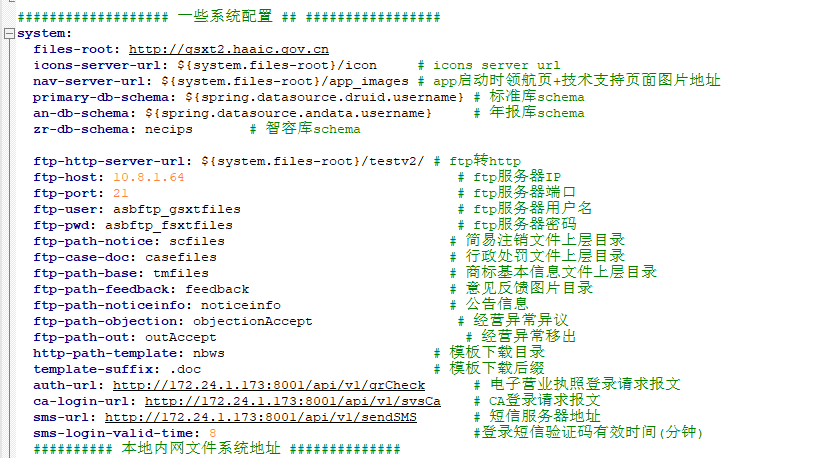 ################### 一些系统配置 ## #################
system:
files-root: http://gsxt2.haaic.gov.cn
icons-server-url: ${system.files-root}/icon # icons server url
nav-server-url: ${system.files-root}/app_images # app启动时领航页+技术支持页面图片地址
primary-db-schema: ${spring.datasource.druid.username} # 标准库schema
an-db-schema: ${spring.datasource.andata.username} # 年报库schema
zr-db-schema: necips # 智容库schema
ftp-http-server-url: ${system.files-root}/testv2/ # ftp转http
ftp-host: 10.8.1.64 # ftp服务器IP
ftp-port: 21 # ftp服务器端口
ftp-user: asbftp_gsxtfiles # ftp服务器用户名
ftp-pwd: asbftp_fsxtfiles # ftp服务器密码
ftp-path-notice: scfiles # 简易注销文件上层目录
ftp-case-doc: casefiles # 行政处罚文件上层目录
ftp-path-base: tmfiles # 商标基本信息文件上层目录
ftp-path-feedback: feedback # 意见反馈图片目录
ftp-path-noticeinfo: noticeinfo # 公告信息
ftp-path-objection: objectionAccept # 经营异常异议
ftp-path-out: outAccept # 经营异常移出
http-path-template: nbws # 模板下载目录
template-suffix: .doc # 模板下载后缀
auth-url: http://172.24.1.173:8001/api/v1/qrCheck # 电子营业执照登录请求报文
ca-login-url: http://172.24.1.173:8001/api/v1/svsCa # CA登录请求报文
sms-url: http://172.24.1.173:8001/api/v1/sendSMS # 短信服务器地址
sms-login-valid-time: 8 #登录短信验证码有效时间(分钟)
########## 本地内网文件系统地址 ##############